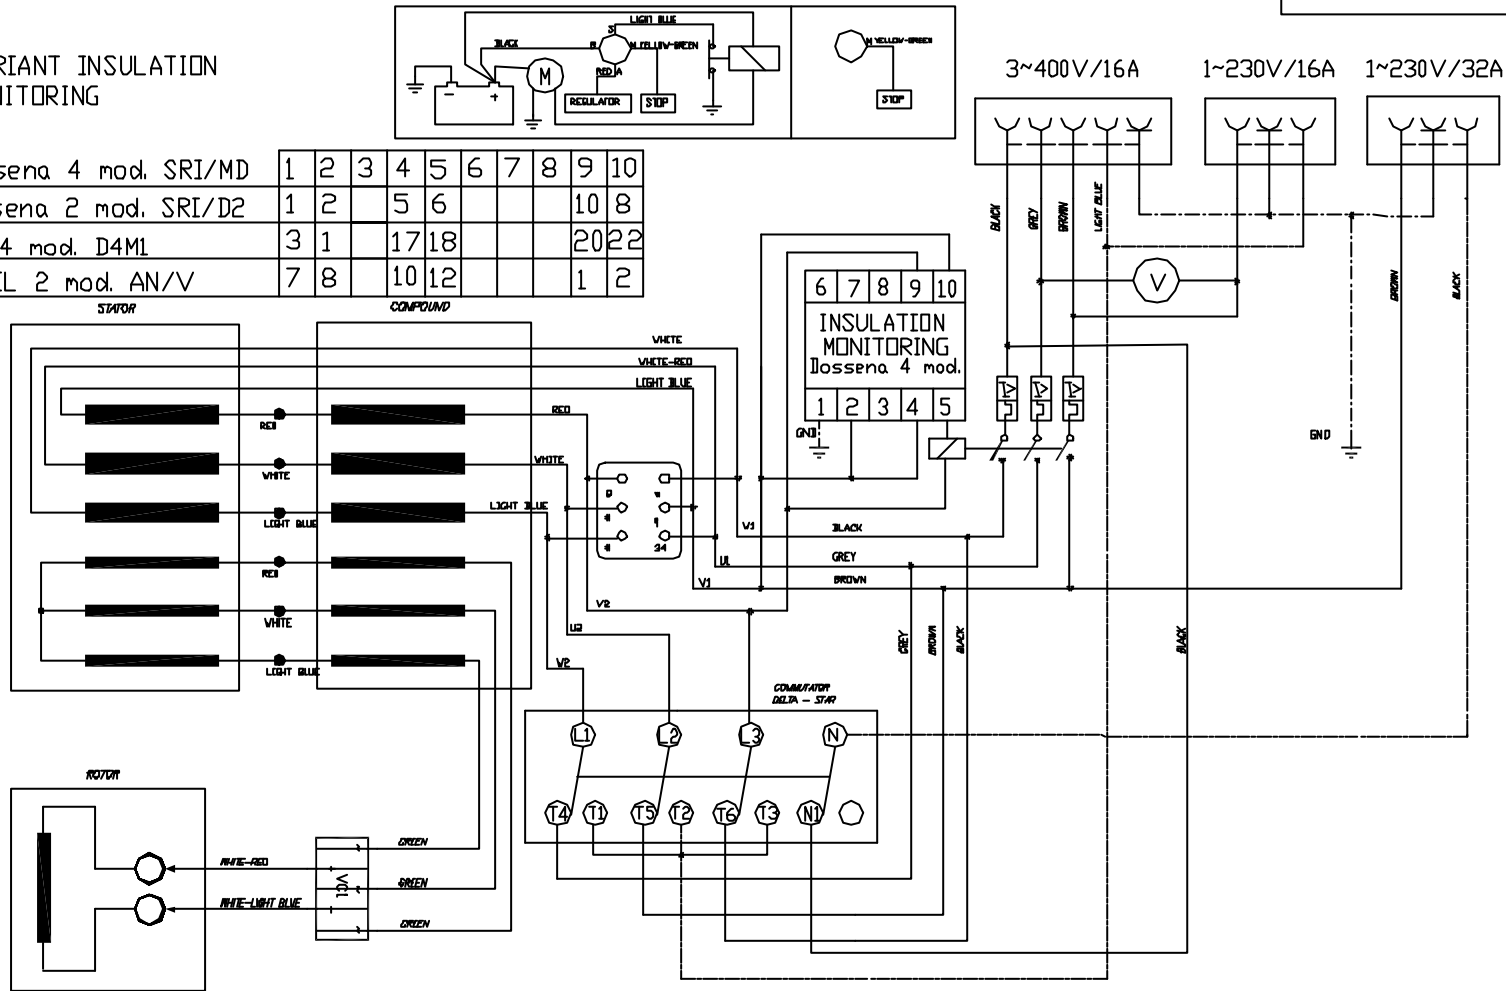 LIGHT BLUE
BLACK
N YELLOW-GREEN
N YELLOW-GREEN
RED A
M
REGULATOR
STOP
STOP
- +
RIANT INSULATION
NITORING
3~400V/16A 1~230V/16A 1~230V/32A
sena 4 mod. SRI/MD 1 2 3 4 5 6 7 8 9 10
sena 2 mod. SRI/D2 1 2 5 6 10 8
4 mod. D4M1 3 1 17 18 20 22
L 2 mod. AN/V 7 8 10 12 1 2
STATOR
COMPOUND
BLACK
GREY
BROWN
LIGHT BLUE
BROWN
BLACK
V
6 7 8 9 10
INSULATION
MONITORING
Dossena 4 mod.
1 2 3 4 5
GND
GND
WHITE
WHITE-RED
LIGHT BLUE
RED
WHITE
LIGHT BLUE
RED
WHITE
LIGHT BLUE
RED
WHITE
LIGHT BLUE
W1
BLACK
U1
GREY
V1
BROWN
V2
U2
W2
GREY
BROWN
BLACK
BLACK
COMMUTATOR
DELTA - STAR
L1 L2 L3 N
T4 T1 T5 T2 T6 T3 N1
ROTOR
WHITE-RED
WHITE-LIGHT BLUE
VC1
GREEN
GREEN
GREEN